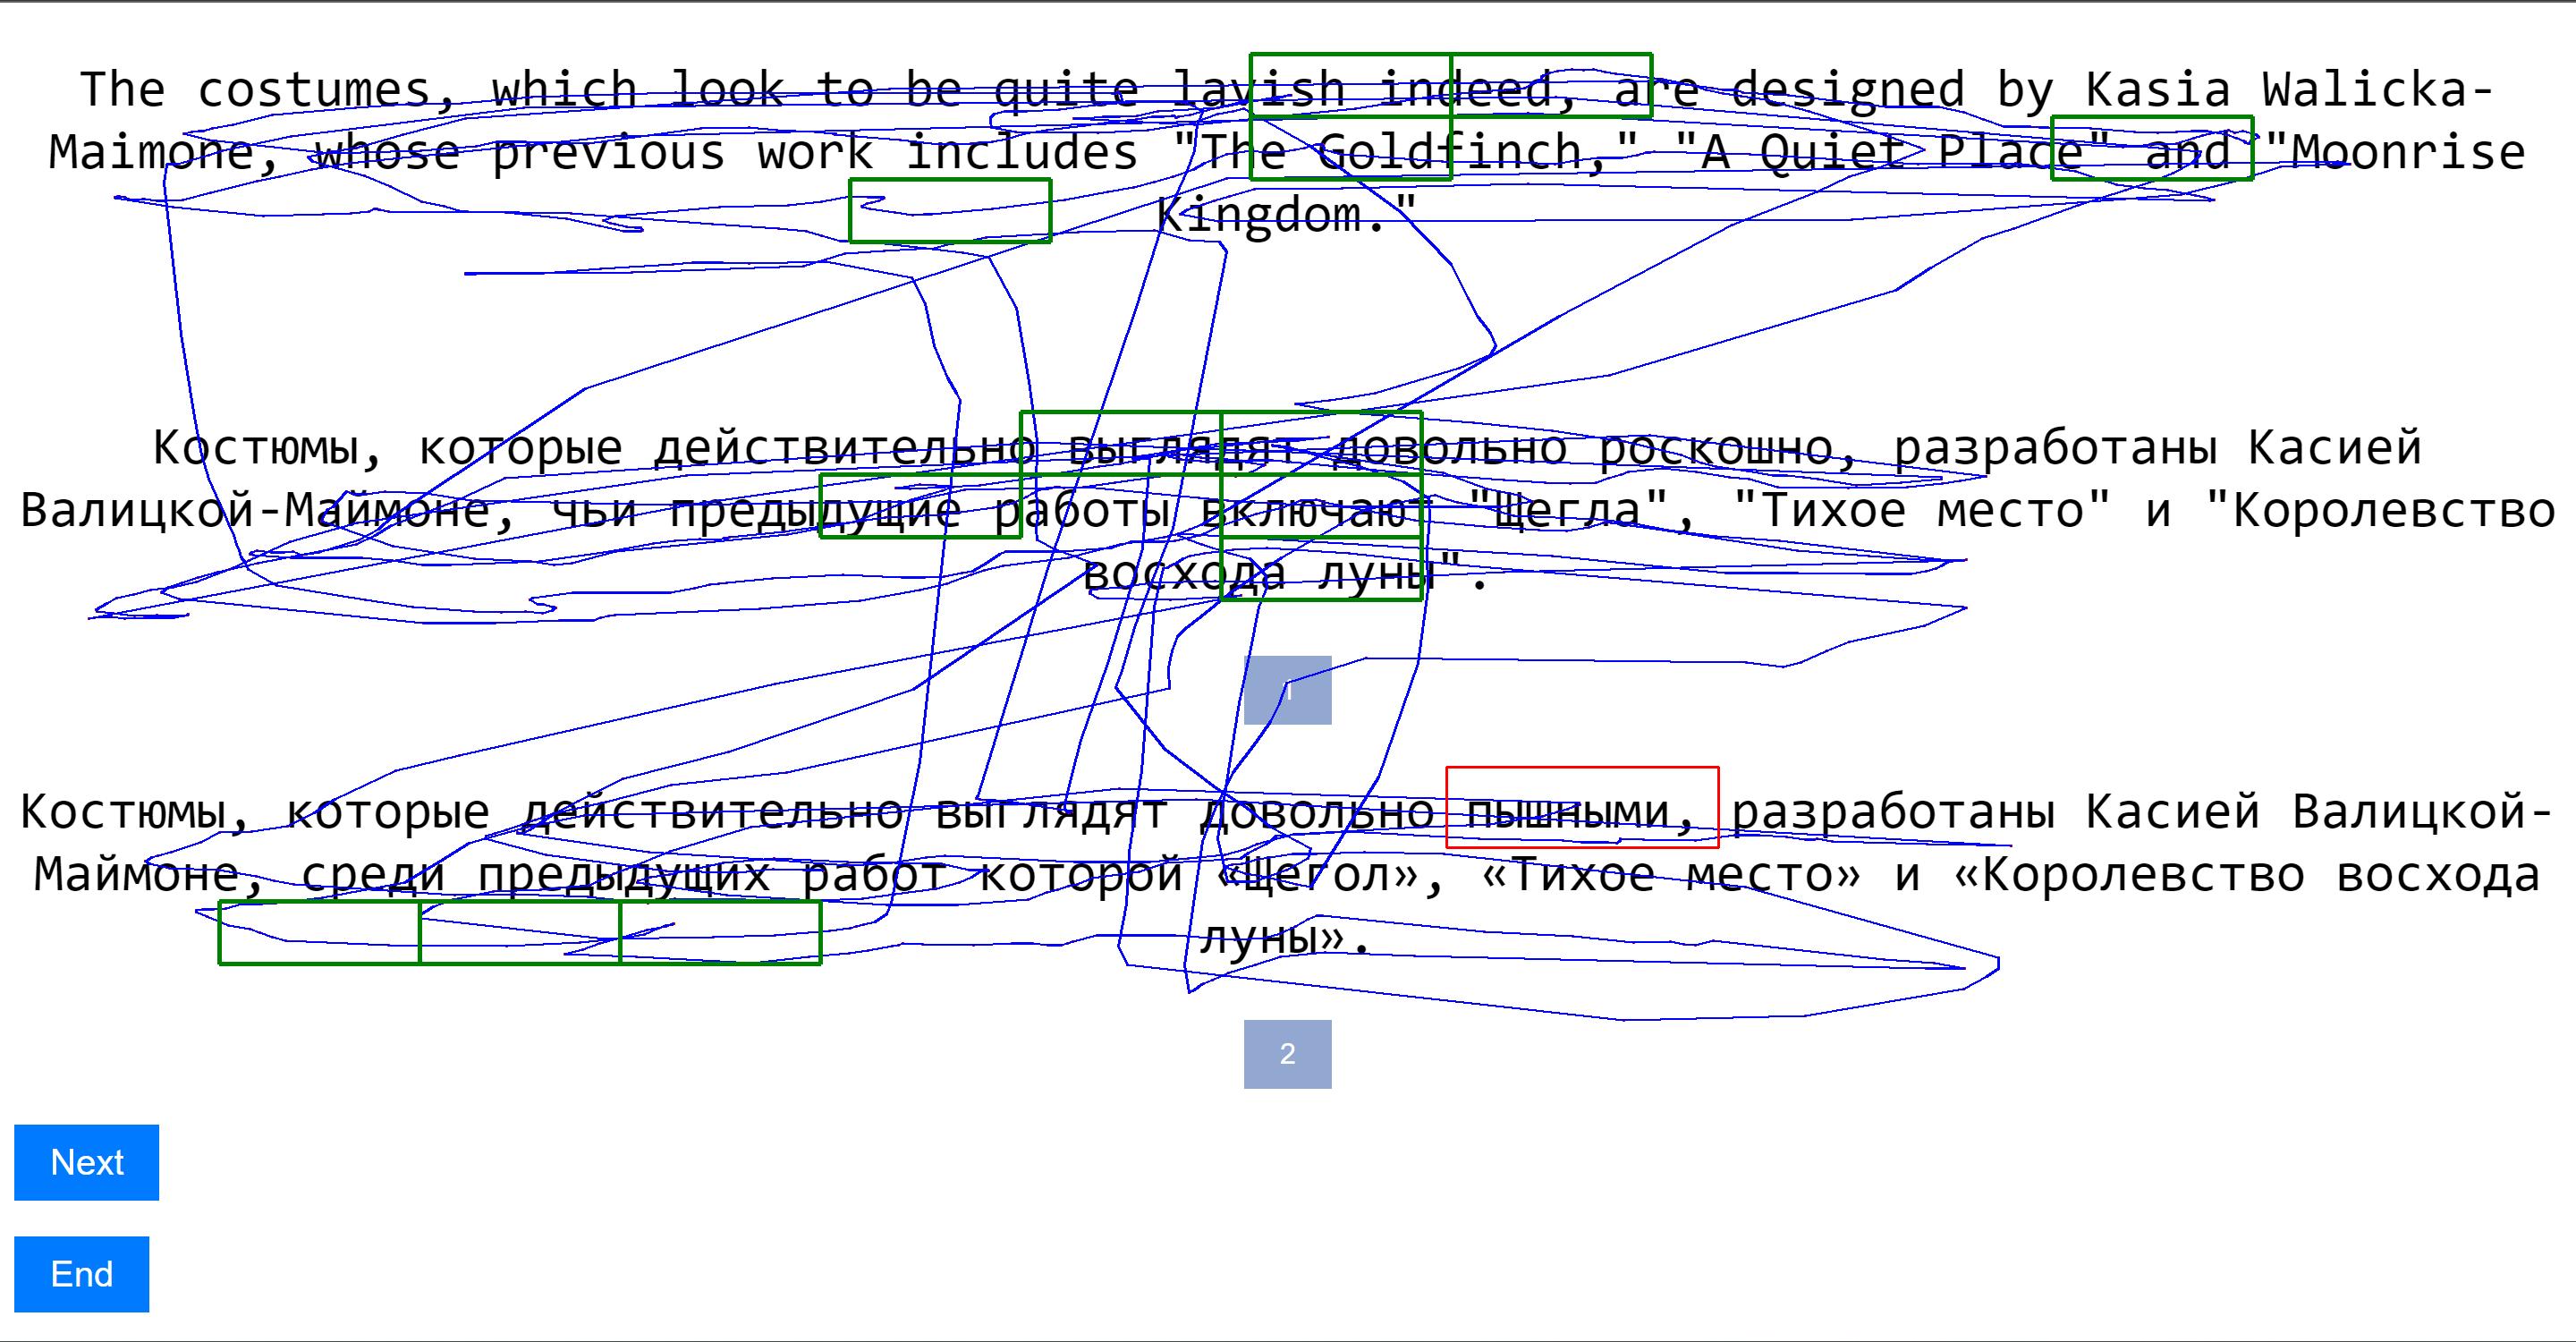 The costumes, which look to be quite lavish indeed, are designed by Kasia Walicka-
Maimone, whose previous work includes "The Goldfinch," "A Quiet Place" and "Moonrise
Kingdom."
Костюмы, которые действительно выглядят довольно роскошно, разработаны Касией
Валицкой-Маймоне, чьи предыдущие работы включают "Щегла", "Тихое место" и "Королевство
восхода луны".
1
Костюмы, которые действительно выглядят довольно пышными, разработаны Касией Валицкой-
Маймоне, среди предыдущих работ которой «Щегол», «Тихое место» и «Королевство восхода
луны».
2
Next
End